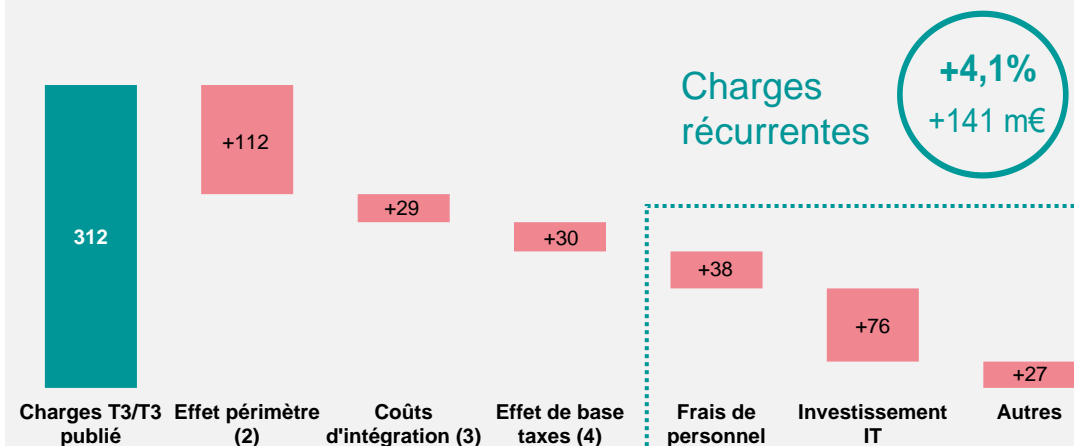 Charges
récurrentes
+4,1%
+141 m€
312
+112
+29
+30
+38
+76
+27
Charges T3/T3
publié
Effet périmètre
(2)
Coûts
d'intégration (3)
Effet de base
taxes (4)
Frais de
personnel
Investissement
IT
Autres